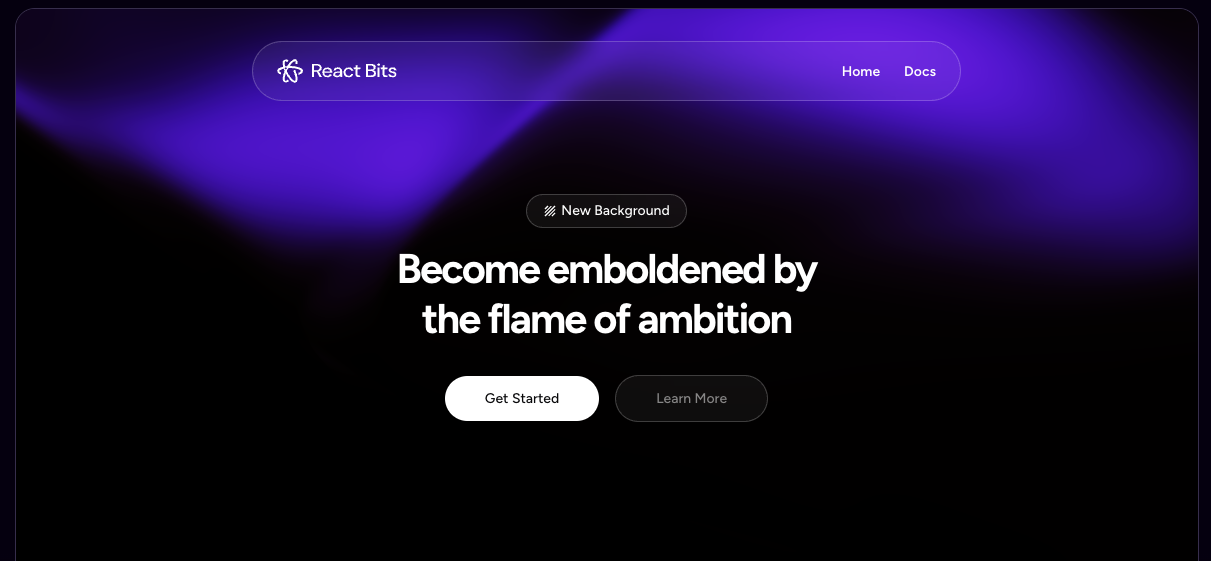 React Bits
Home
Docs
New Background
Become emboldened by
the flame of ambition
Get Started
Learn More